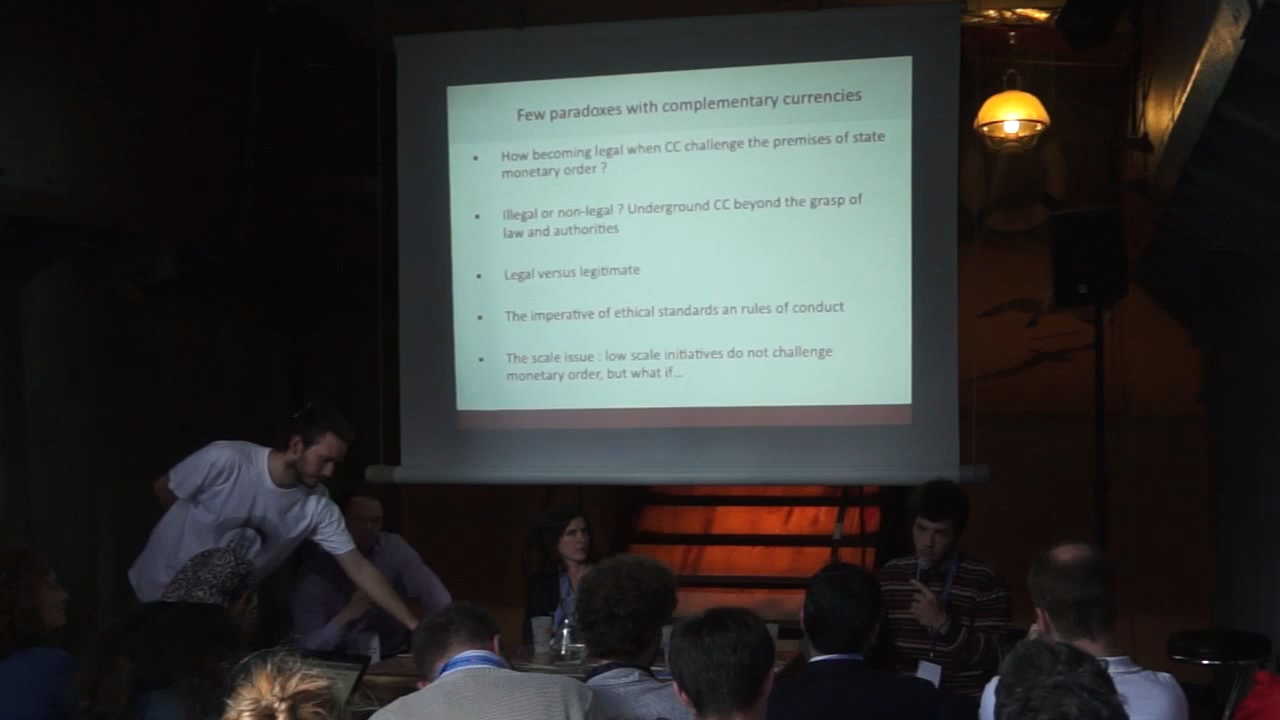 Few paradoxes with complementary currencies
• How becoming legal when CC challenge the premises of state
monetary order ?
• Illegal or non-legal ? Underground CC beyond the grasp of
law and authorities
• Legal versus legitimate
• The imperative of ethical standards an rules of conduct
• The scale issue : low scale initiatives do not challenge
monetary order, but what if...